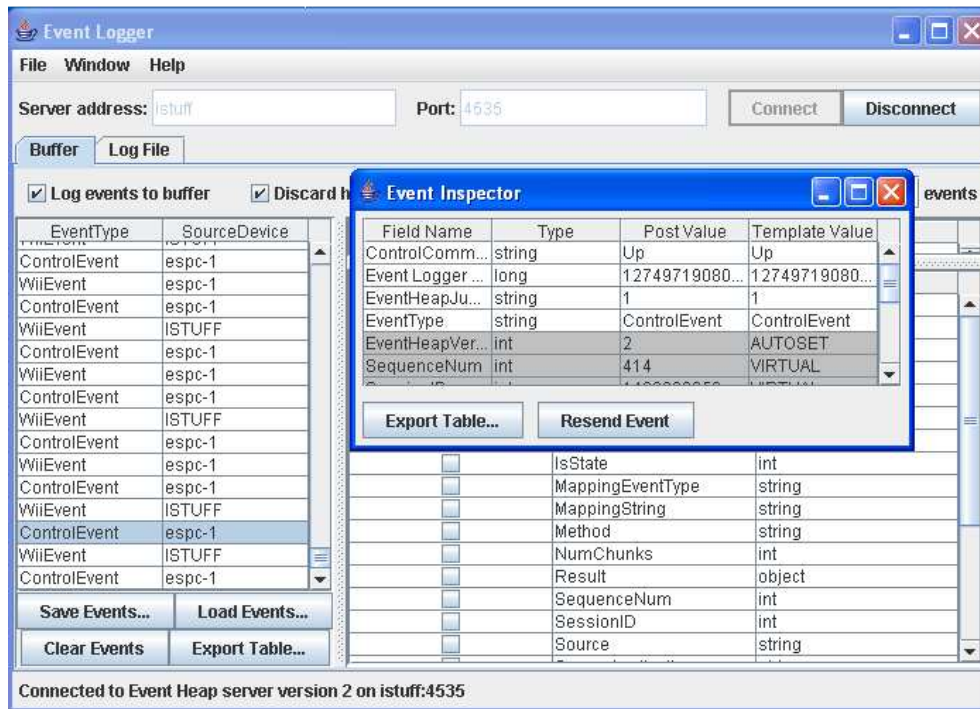 Event Logger
File Window Help
Server address: istuff Port: 4535 Connect Disconnect
Buffer Log File
Log events to buffer Discard events
Event Inspector
EventType SourceDevice
ControlEvent espc-1
WiiEvent espc-1
ControlEvent espc-1
WiiEvent ISTUFF
ControlEvent espc-1
WiiEvent espc-1
ControlEvent espc-1
WiiEvent ISTUFF
ControlEvent espc-1
WiiEvent espc-1
ControlEvent espc-1
WiiEvent ISTUFF
ControlEvent espc-1
WiiEvent ISTUFF
ControlEvent espc-1
Save Events... Load Events...
Clear Events Export Table...
Field Name Type Post Value Template Value
ControlComm... string Up Up
Event Logger ... long 12749719080... 12749719080...
EventHeapJu... string 1 1
EventType string ControlEvent ControlEvent
EventHeapVer... int 2 AUTOSET
SequenceNum int 414 VIRTUAL
Export Table... Resend Event
IsState int
MappingEventType string
MappingString string
Method string
NumChunks int
Result object
SequenceNum int
SessionID int
Source string
Connected to Event Heap server version 2 on istuff:4535